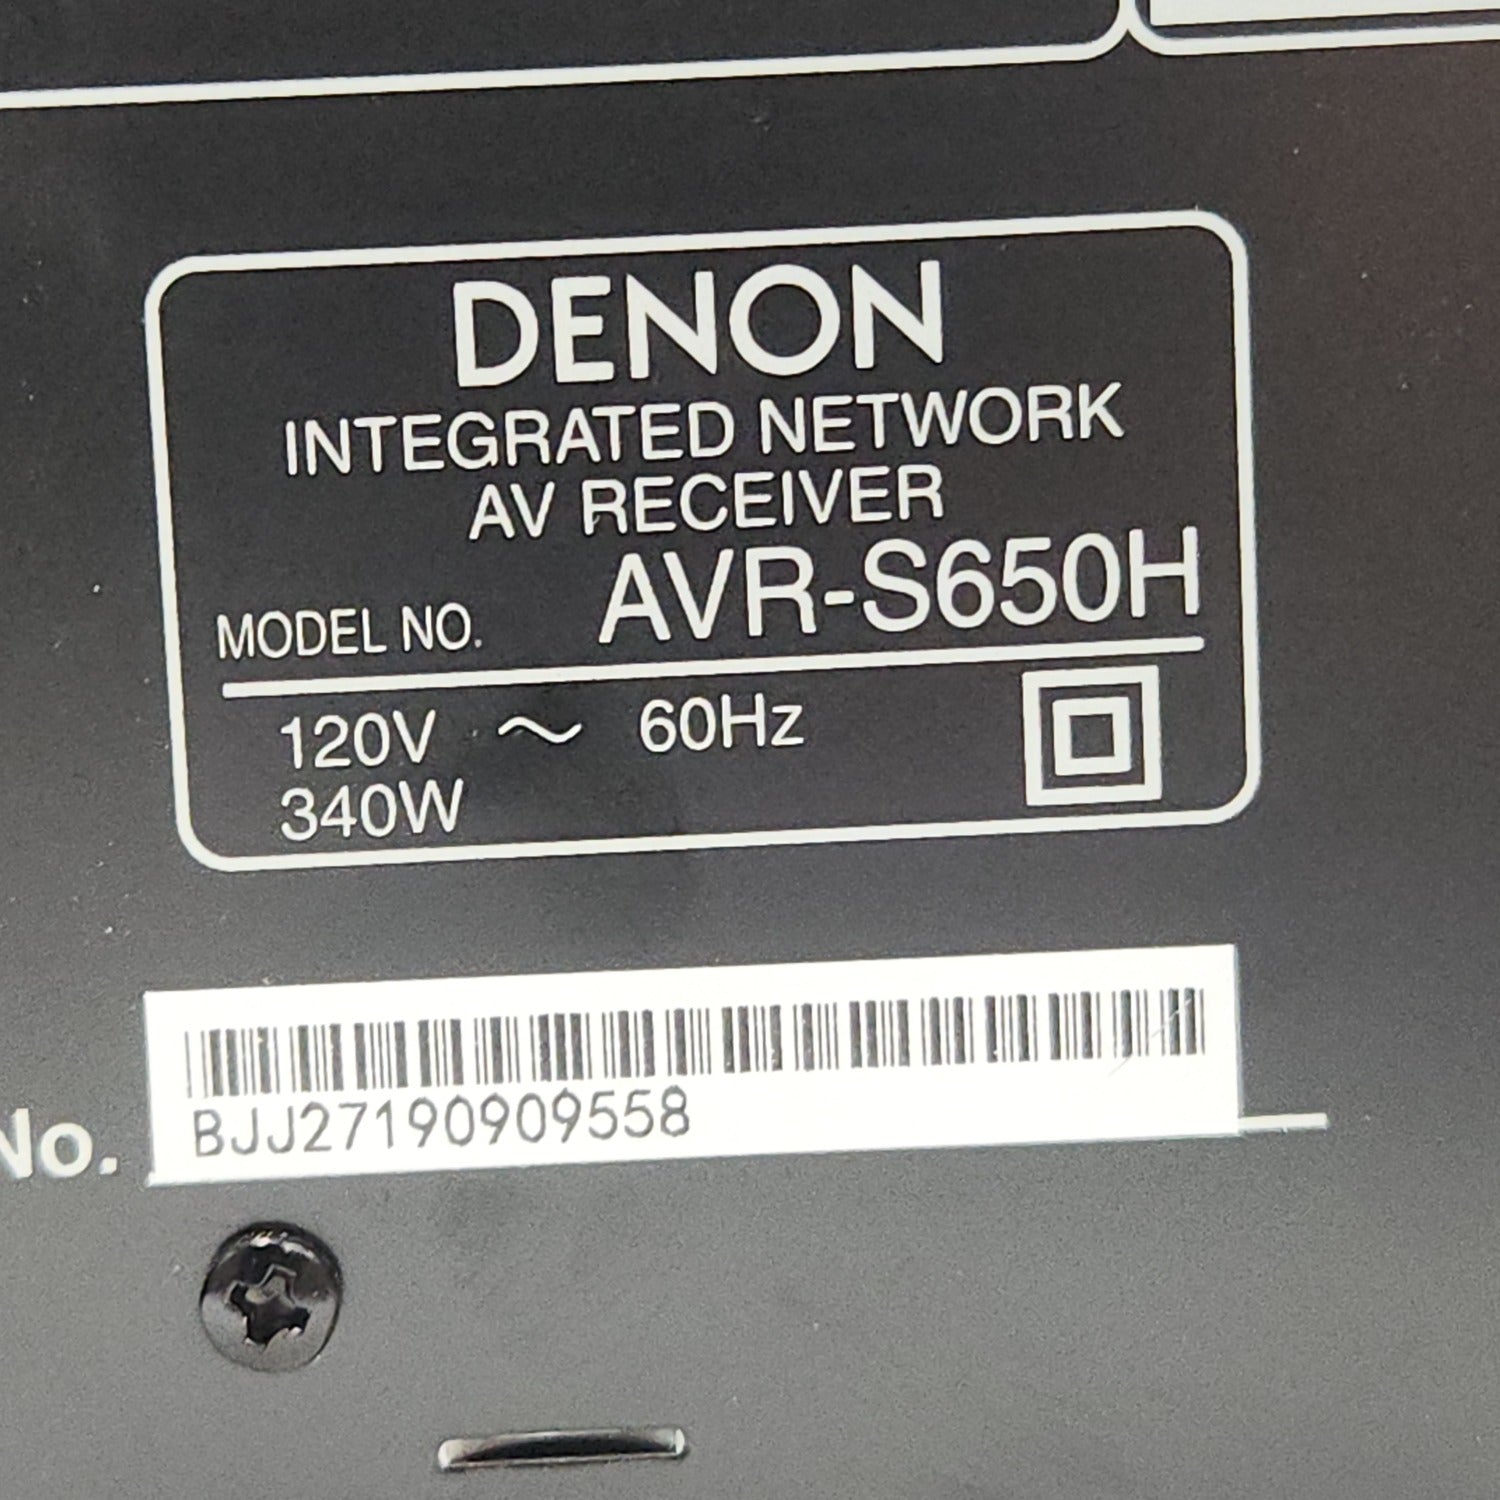 DENON
INTEGRATED NETWORK
AV RECEIVER
MODEL NO. AVR-S650H
120V ～ 60Hz
340W
No. BJJ27190909558